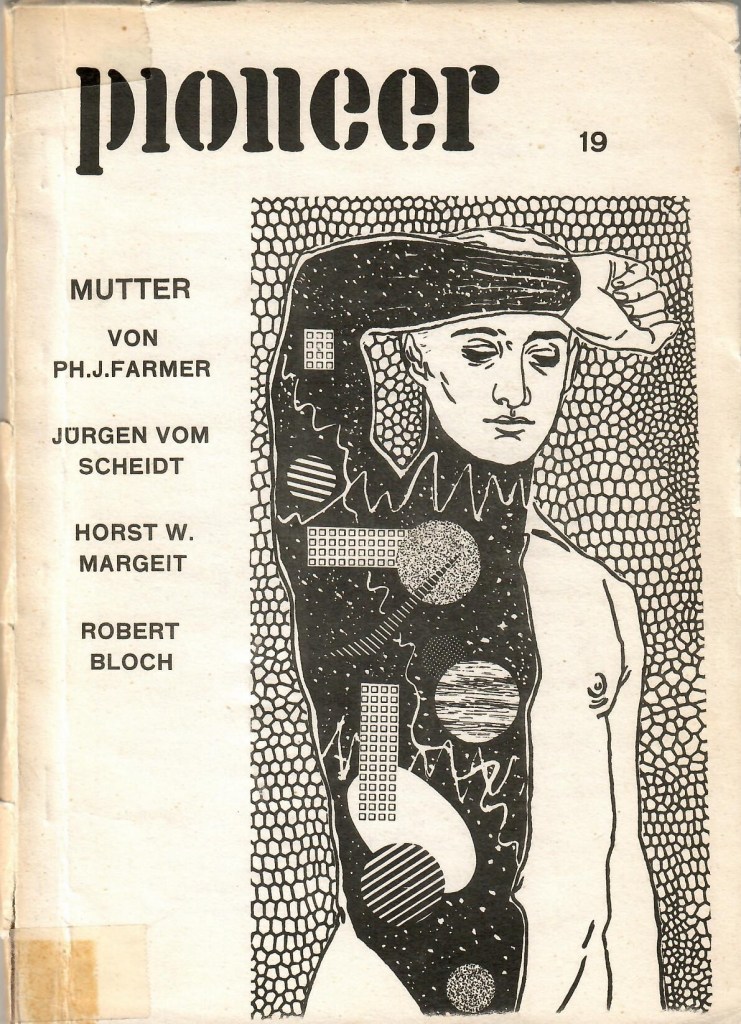 pioneer
19
MUTTER
VON
PH.J.FARMER
JÜRGEN VOM
SCHEIDT
HORST W.
MARGEIT
ROBERT
BLOCH